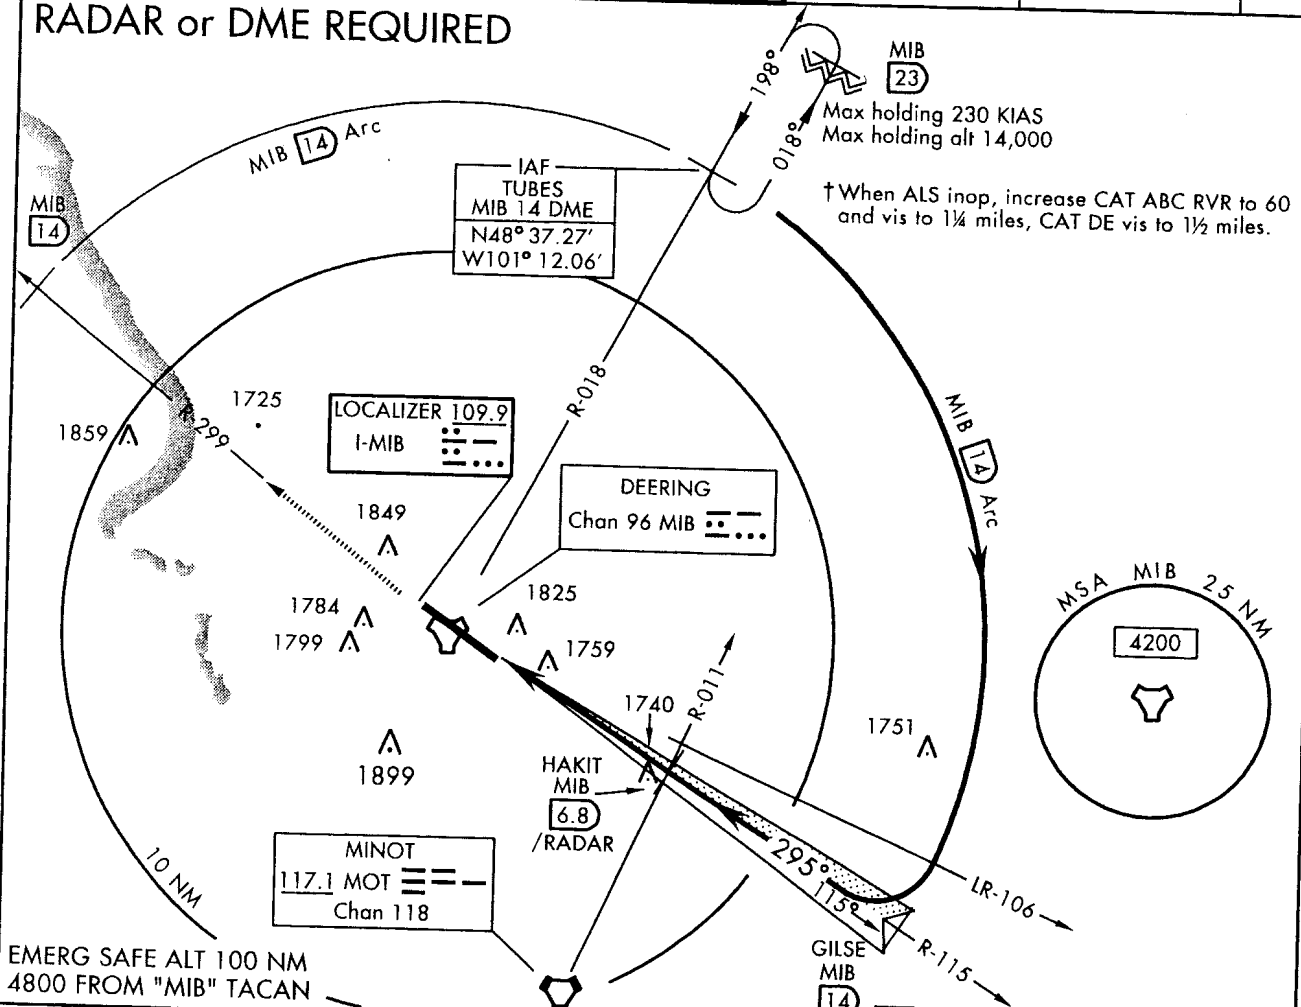 RADAR or DME REQUIRED
MIB 14 Arc
198°
018°
MIB
23
Max holding 230 KIAS
Max holding alt 14,000
† When ALS inop, increase CAT ABC RVR to 60
and vis to 1¼ miles, CAT DE vis to 1½ miles.
IAF
TUBES
MIB 14 DME
N48° 37.27'
W101° 12.06'
MIB
14
R-018
MIB 14 Arc
1725
1859
R-299
LOCALIZER 109.9
I-MIB
DEERING
Chan 96 MIB
1849
1784
1799
1825
1759
1740
R-011
1751
MSA MIB 25 NM
4200
1899
HAKIT
MIB
6.8
/RADAR
295°
115°
LR-106
R-115
GILSE
MIB
14
MINOT
117.1 MOT
Chan 118
10 NM
EMERG SAFE ALT 100 NM
4800 FROM "MIB" TACAN